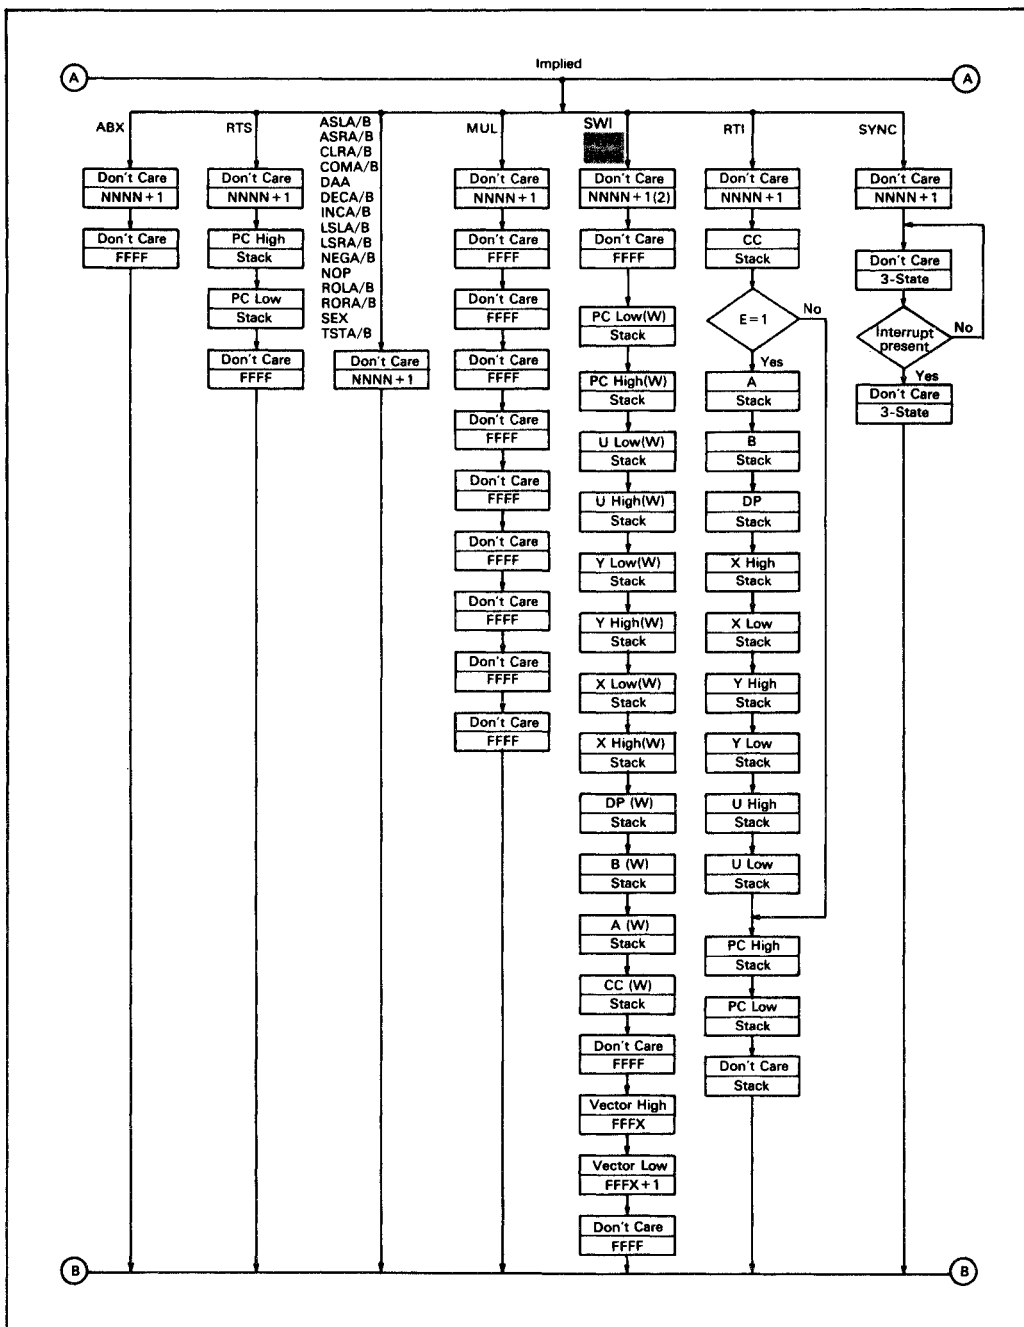 Implied
A
A
ABX
Don't Care
NNNN+1
Don't Care
FFFF
RTS
Don't Care
NNNN+1
PC High
Stack
PC Low
Stack
Don't Care
FFFF
ASLA/B
ASRA/B
CLRA/B
COMA/B
DAA
DECA/B
INCA/B
LSLA/B
LSRA/B
NEGA/B
NOP
ROLA/B
RORA/B
SEX
TSTA/B
Don't Care
NNNN+1
MUL
Don't Care
NNNN+1
Don't Care
FFFF
Don't Care
FFFF
Don't Care
FFFF
Don't Care
FFFF
Don't Care
FFFF
Don't Care
FFFF
Don't Care
FFFF
Don't Care
FFFF
Don't Care
FFFF
SWI
Don't Care
NNNN+1(2)
Don't Care
FFFF
PC Low(W)
Stack
PC High(W)
Stack
U Low(W)
Stack
U High(W)
Stack
Y Low(W)
Stack
Y High(W)
Stack
X Low(W)
Stack
X High(W)
Stack
DP (W)
Stack
B (W)
Stack
A (W)
Stack
CC (W)
Stack
Don't Care
FFFF
Vector High
FFFX
Vector Low
FFFX+1
Don't Care
FFFF
RTI
Don't Care
NNNN+1
CC
Stack
E=1
No
Yes
A
Stack
B
Stack
DP
Stack
X High
Stack
X Low
Stack
Y High
Stack
Y Low
Stack
U High
Stack
U Low
Stack
PC High
Stack
PC Low
Stack
Don't Care
Stack
SYNC
Don't Care
NNNN+1
Don't Care
3-State
Interrupt
present
No
Yes
Don't Care
3-State
B
B